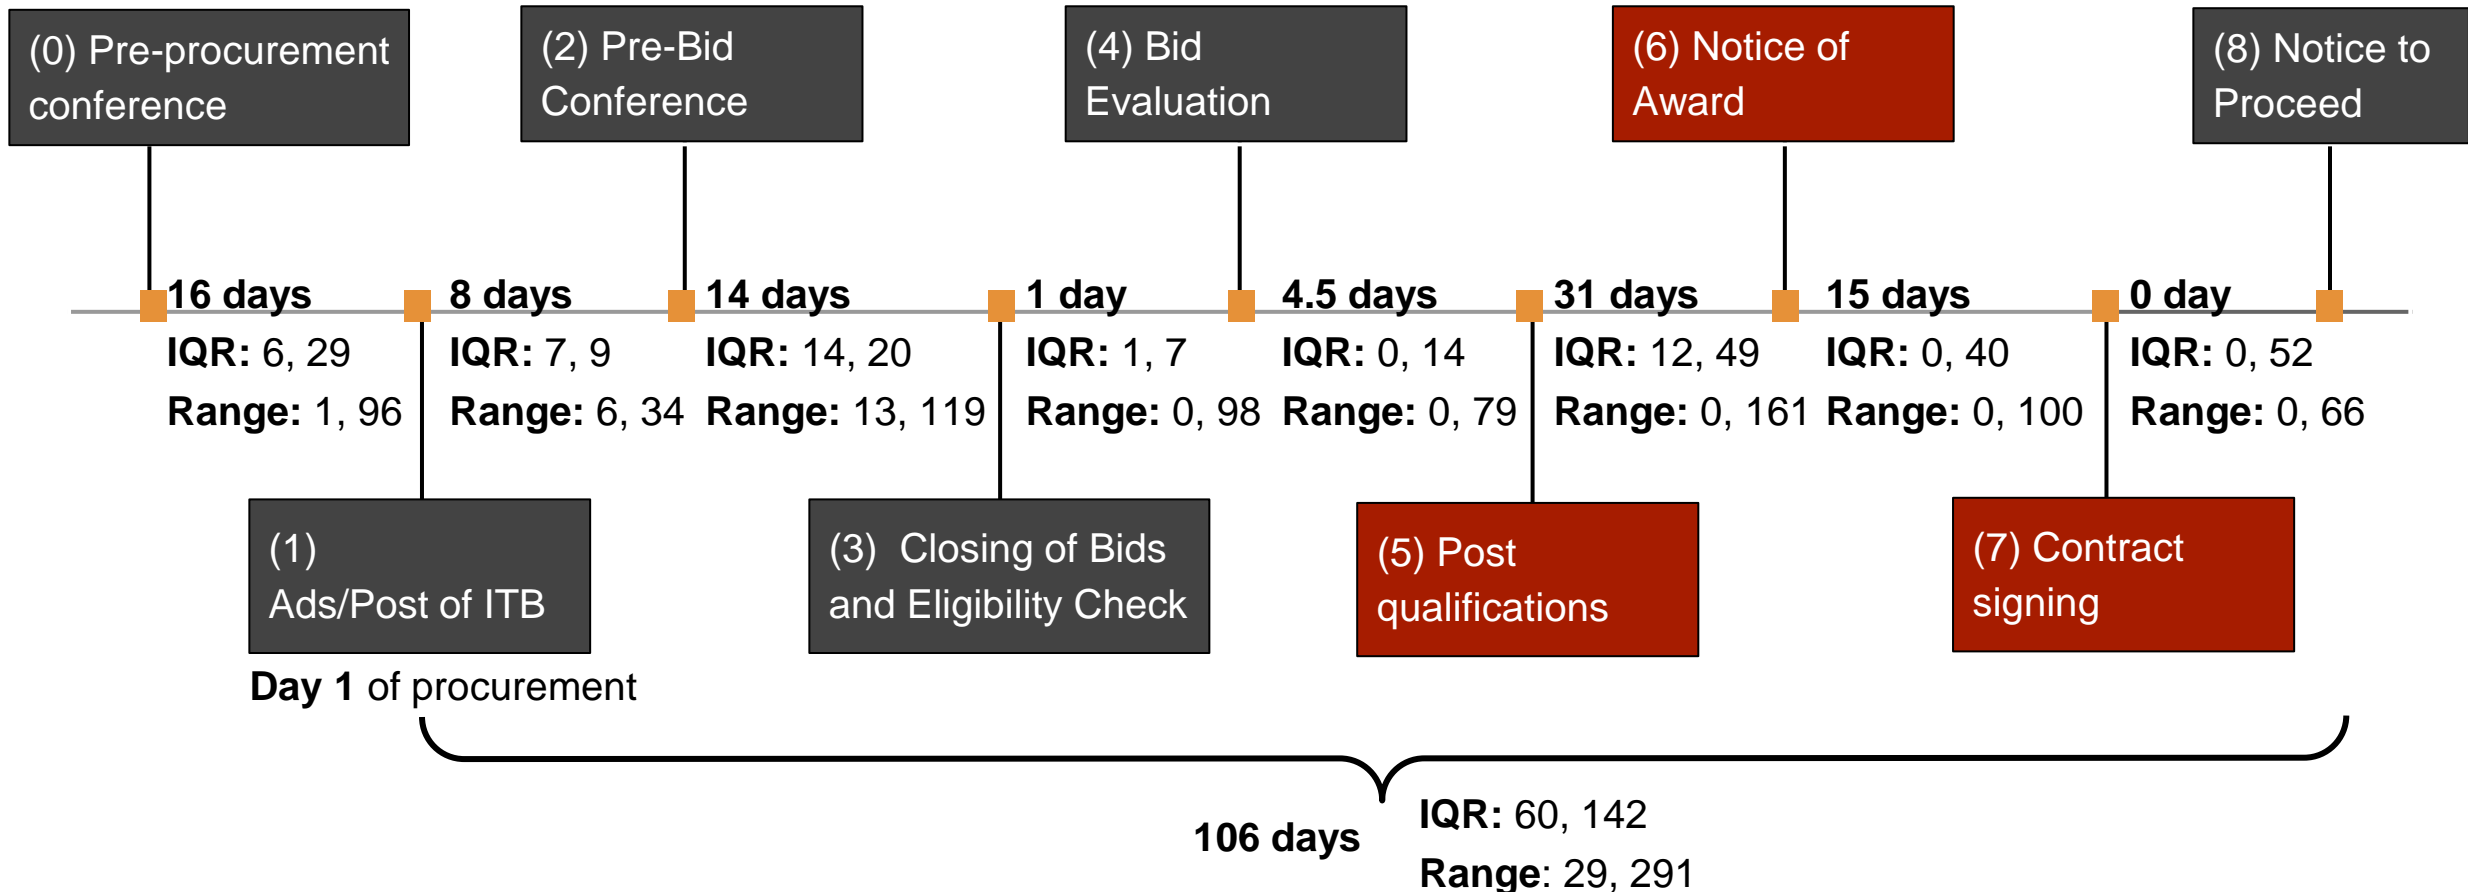 (0) Pre-procurement
conference
(2) Pre-Bid
Conference
(4) Bid
Evaluation
(6) Notice of
Award
(8) Notice to
Proceed
16 days
IQR: 6, 29
Range: 1, 96
8 days
IQR: 7, 9
Range: 6, 34
14 days
IQR: 14, 20
Range: 13, 119
1 day
IQR: 1, 7
Range: 0, 98
4.5 days
IQR: 0, 14
Range: 0, 79
31 days
IQR: 12, 49
Range: 0, 161
15 days
IQR: 0, 40
Range: 0, 100
0 day
IQR: 0, 52
Range: 0, 66
(1)
Ads/Post of ITB
(3) Closing of Bids
and Eligibility Check
(5) Post
qualifications
(7) Contract
signing
Day 1 of procurement
106 days
IQR: 60, 142
Range: 29, 291